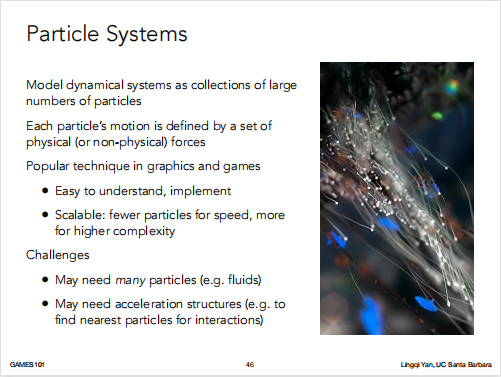 Particle Systems
Model dynamical systems as collections of large
numbers of particles
Each particle's motion is defined by a set of
physical (or non-physical) forces
Popular technique in graphics and games
● Easy to understand, implement
● Scalable: fewer particles for speed, more
for higher complexity
Challenges
● May need many particles (e.g. fluids)
● May need acceleration structures (e.g. to
find nearest particles for interactions)
GAMES101
46
Lingqi Yan, UC Santa Barbara